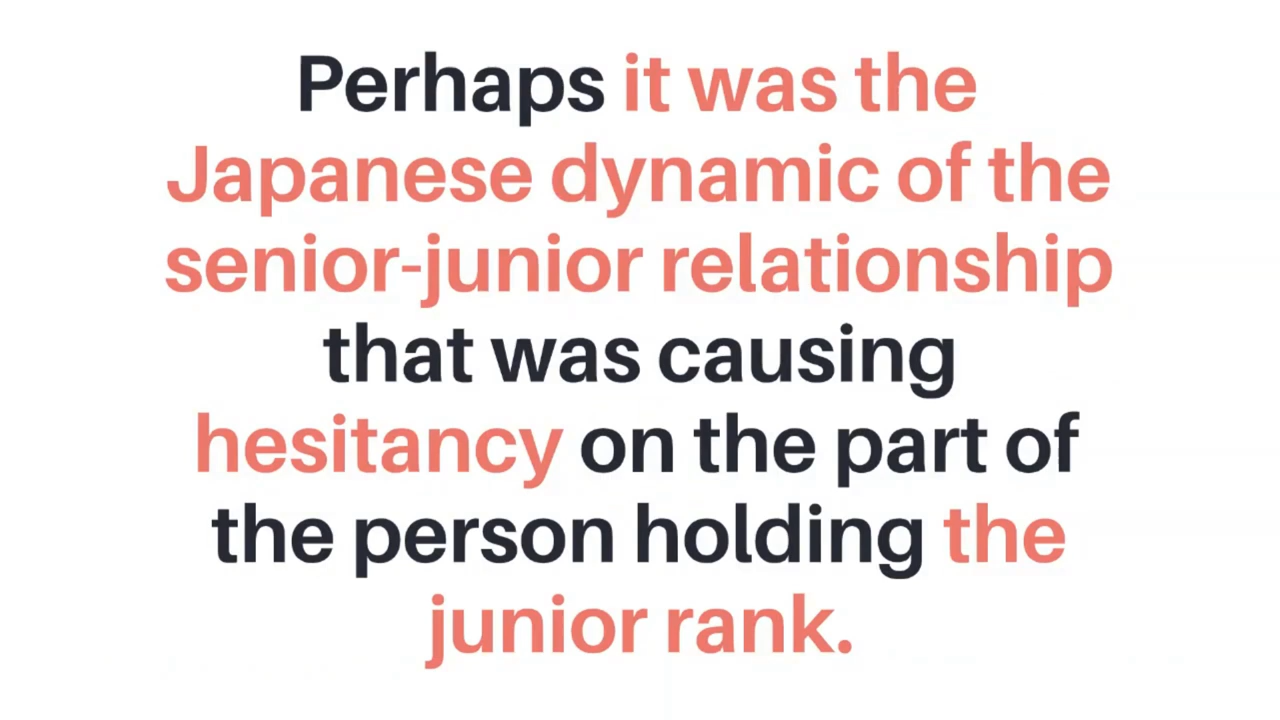 Perhaps it was the
Japanese dynamic of the
senior-junior relationship
that was causing
hesitancy on the part of
the person holding the
junior rank.